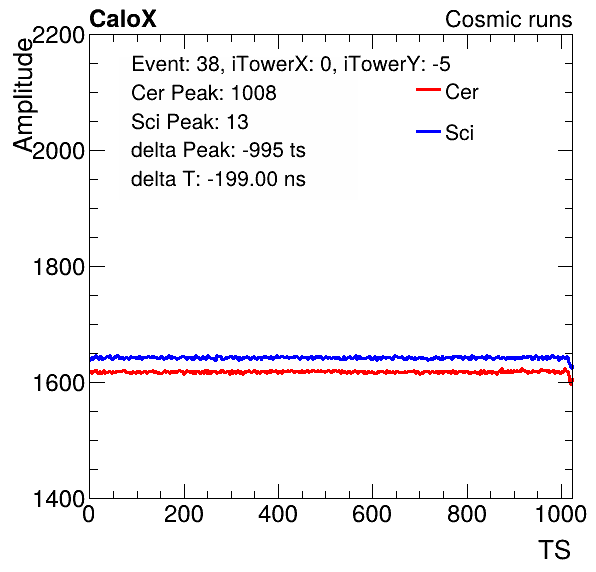 CaloX Cosmic runs
Amplitude
2200
2000
1800
1600
1400
Event: 38, iTowerX: 0, iTowerY: -5
Cer Peak: 1008
Sci Peak: 13
delta Peak: -995 ts
delta T: -199.00 ns
Cer
Sci
0 200 400 600 800 1000
TS